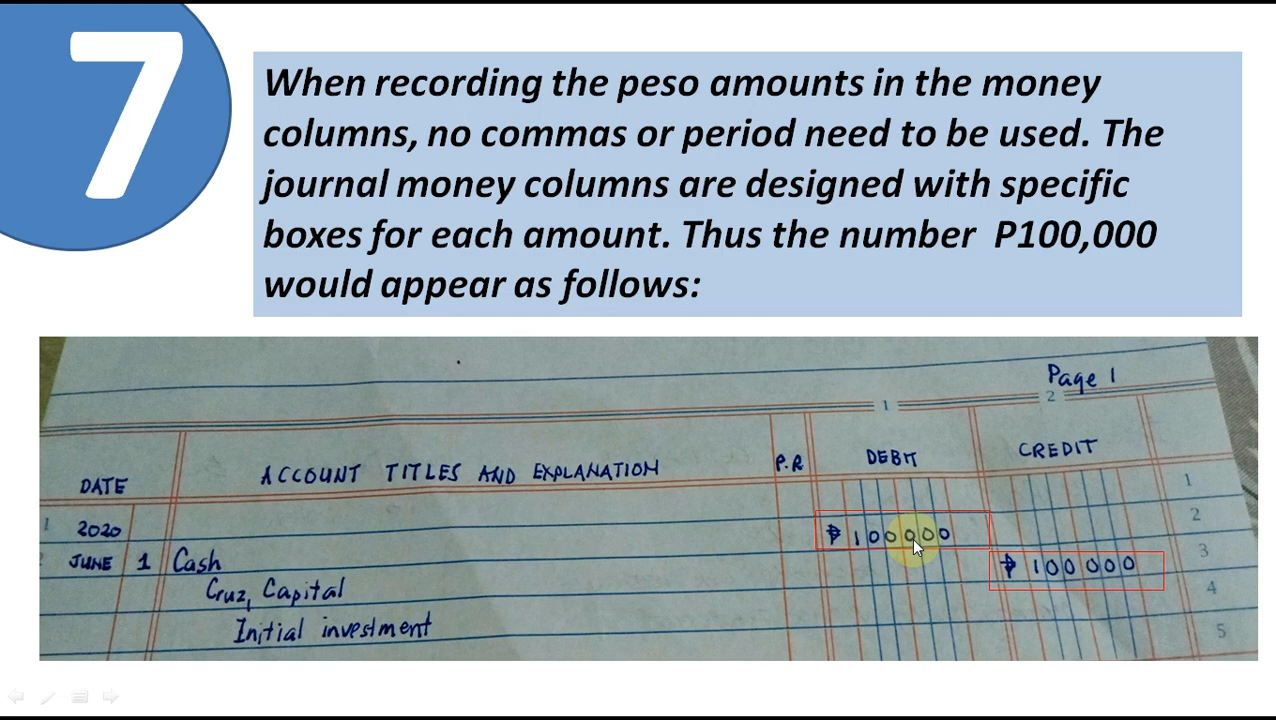 7
When recording the peso amounts in the money
columns, no commas or period need to be used. The
journal money columns are designed with specific
boxes for each amount. Thus the number P100,000
would appear as follows:
Page 1
1 2
DATE ACCOUNT TITLES AND EXPLANATION P.R DEBIT CREDIT
1
1 2020 2
JUNE 1 Cash ₱ 100000 3
Cruz, Capital ₱ 100000 4
Initial investment 5